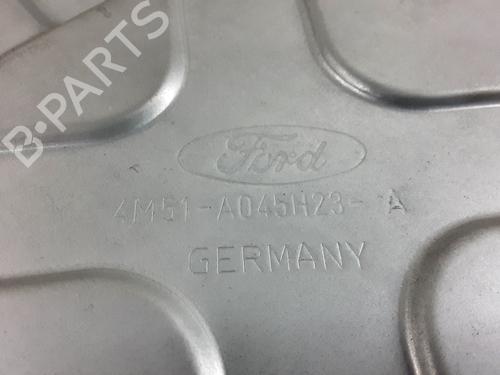 B-PARTS
Ford
4M51-A045H23- A
GERMANY